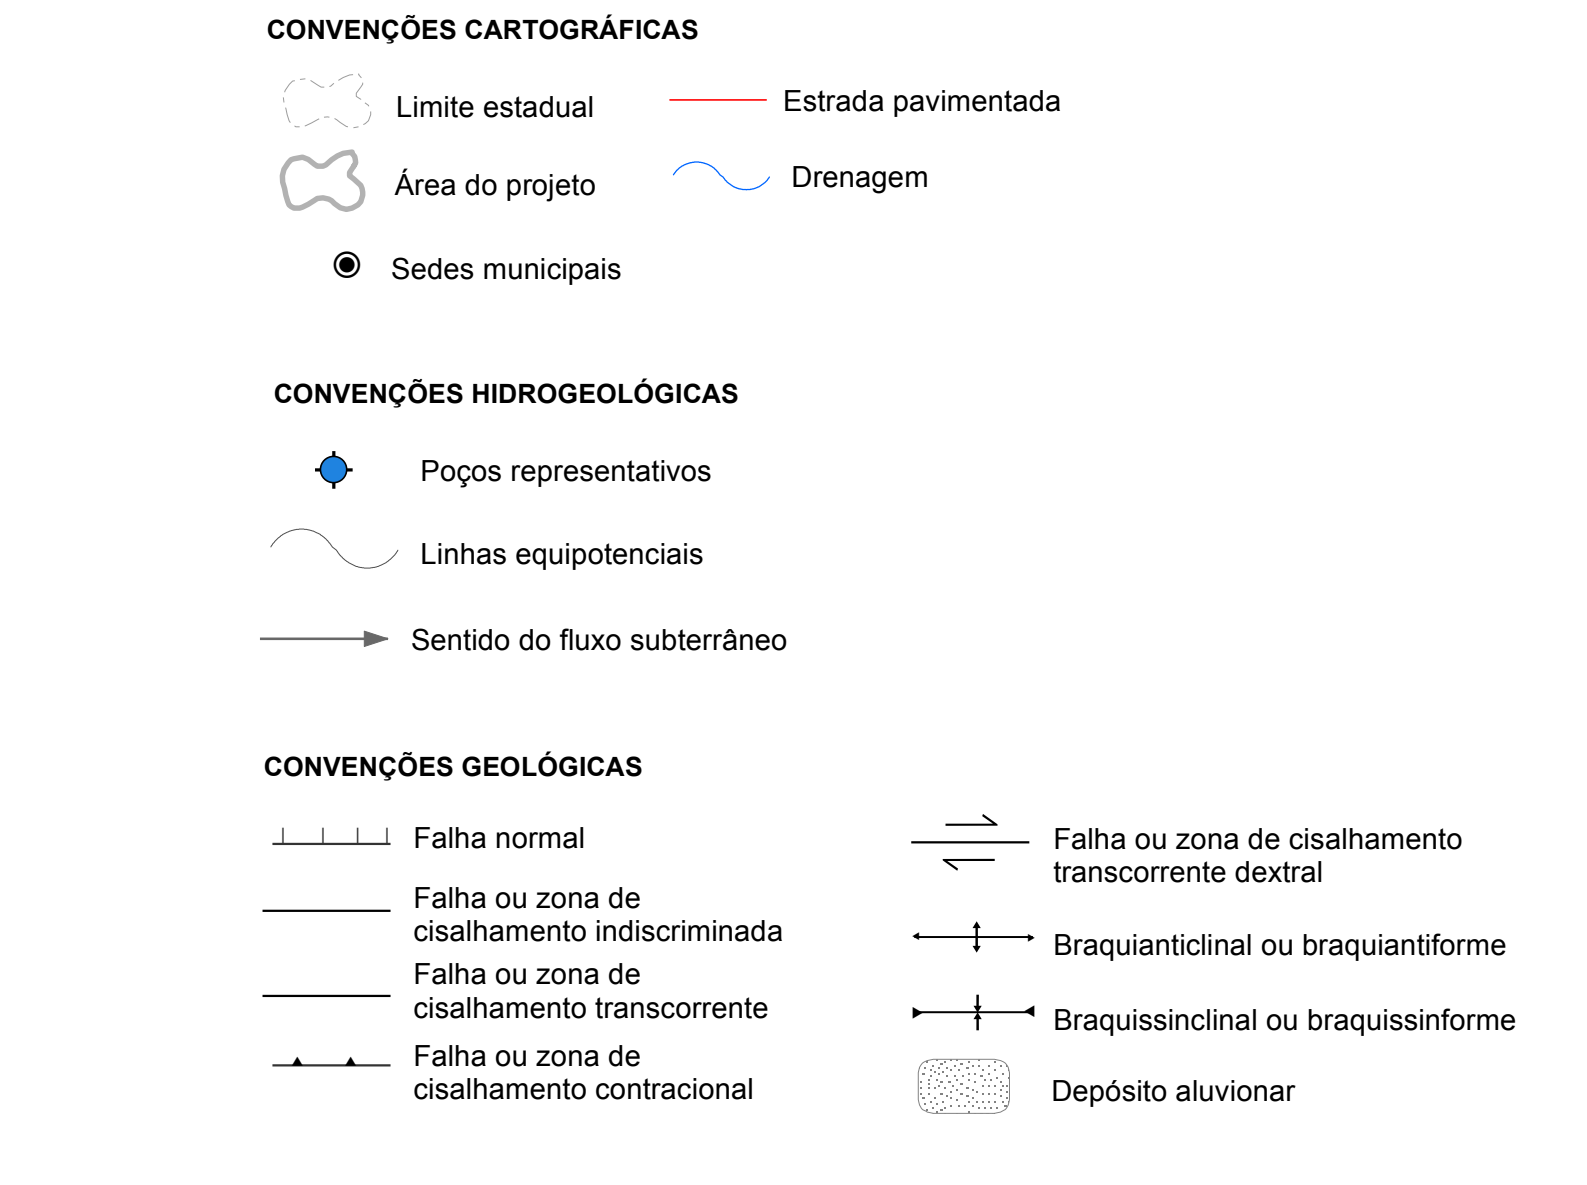 CONVENÇÕES CARTOGRÁFICAS
Limite estadual
Estrada pavimentada
Área do projeto
Drenagem
Sedes municipais
CONVENÇÕES HIDROGEOLÓGICAS
Poços representativos
Linhas equipotenciais
Sentido do fluxo subterrâneo
CONVENÇÕES GEOLÓGICAS
Falha normal
Falha ou zona de
cisalhamento indiscriminada
Falha ou zona de
cisalhamento transcorrente
Falha ou zona de
cisalhamento contracional
Falha ou zona de cisalhamento
transcorrente dextral
Braquianticlinal ou braquiantiforme
Braquissinclinal ou braquissinforme
Depósito aluvionar